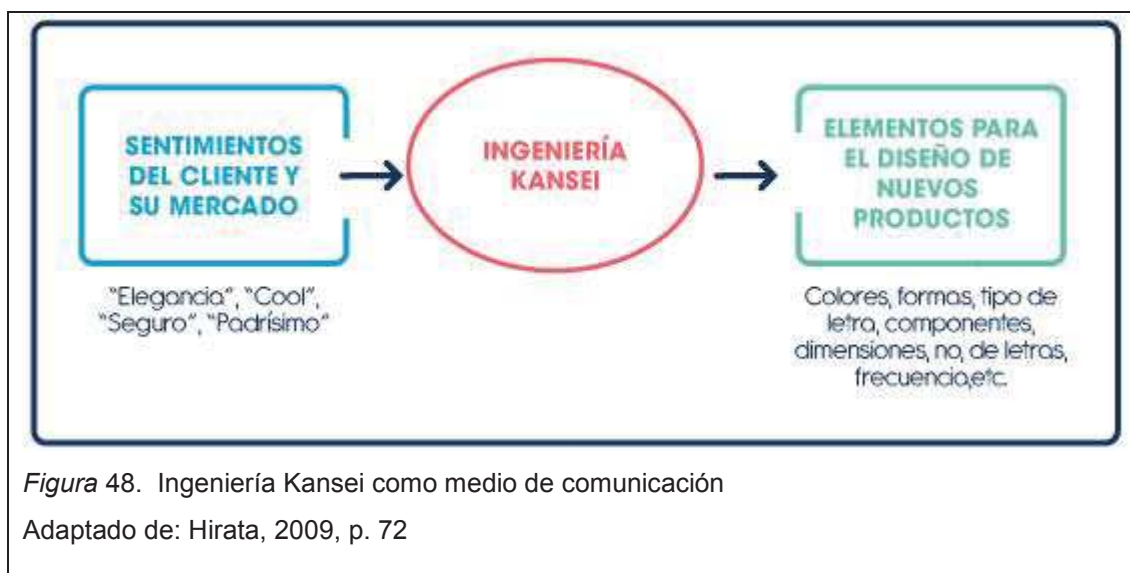 SENTIMIENTOS
DEL CLIENTE Y
SU MERCADO
"Elegancia", "Cool",
"Seguro", "Padrísimo"
INGENIERÍA
KANSEI
ELEMENTOS PARA
EL DISEÑO DE
NUEVOS
PRODUCTOS
Colores, formas, tipo de
letra, componentes,
dimensiones, no, de letras,
frecuencia,etc.
Figura 48. Ingeniería Kansei como medio de comunicación
Adaptado de: Hirata, 2009, p. 72